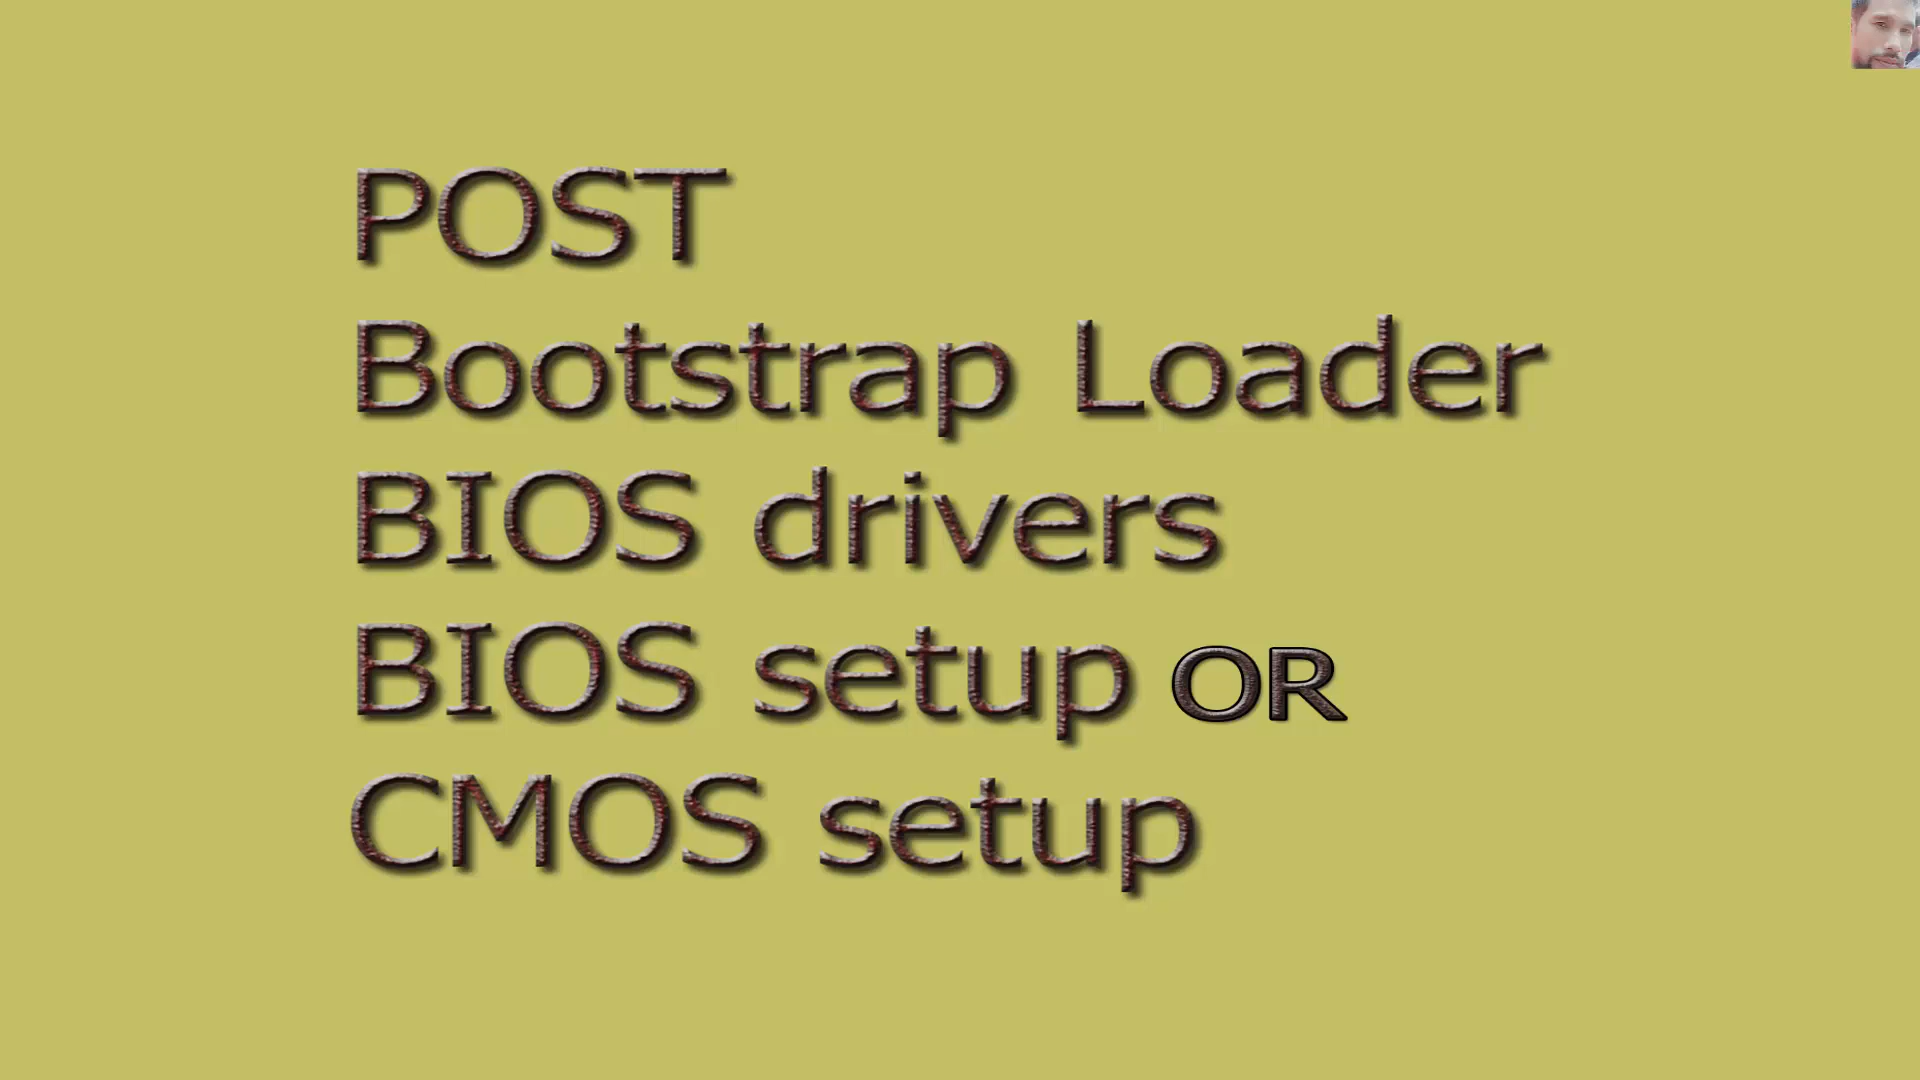 POST
Bootstrap Loader
BIOS drivers
BIOS setup OR
CMOS setup